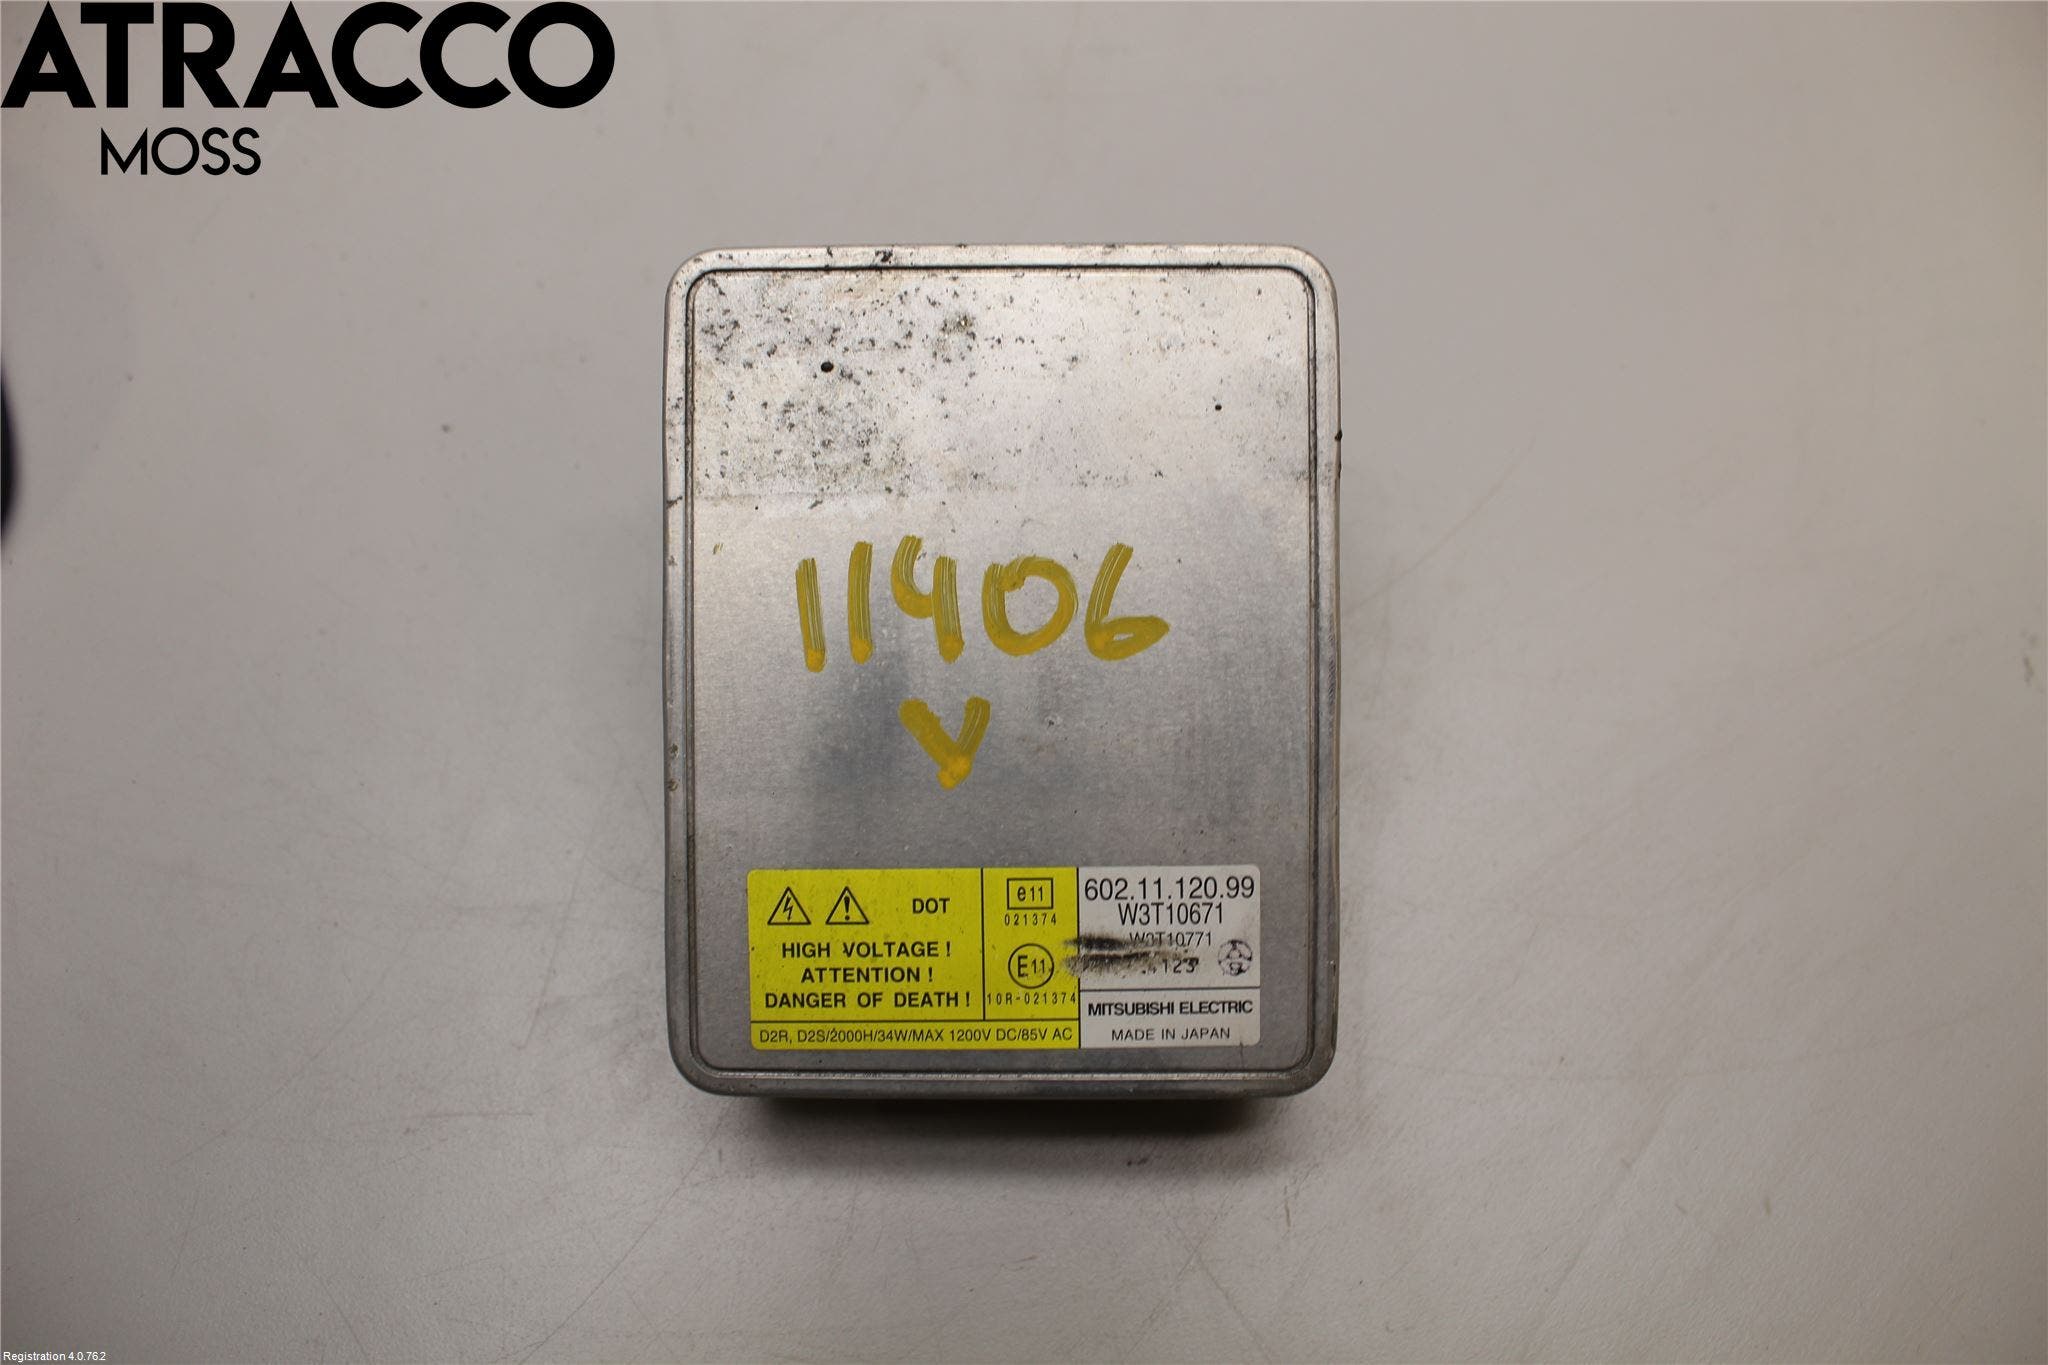 ATRACCO
MOSS
11406
V
DOT
HIGH VOLTAGE !
ATTENTION !
DANGER OF DEATH !
D2R, D2S/2000H/34W/MAX 1200V DC/85V AC
e11
021374
E11
10R-021374
602.11.120.99
W3T10671
W3T10771
MITSUBISHI ELECTRIC
MADE IN JAPAN
Registration 4.0.76.2